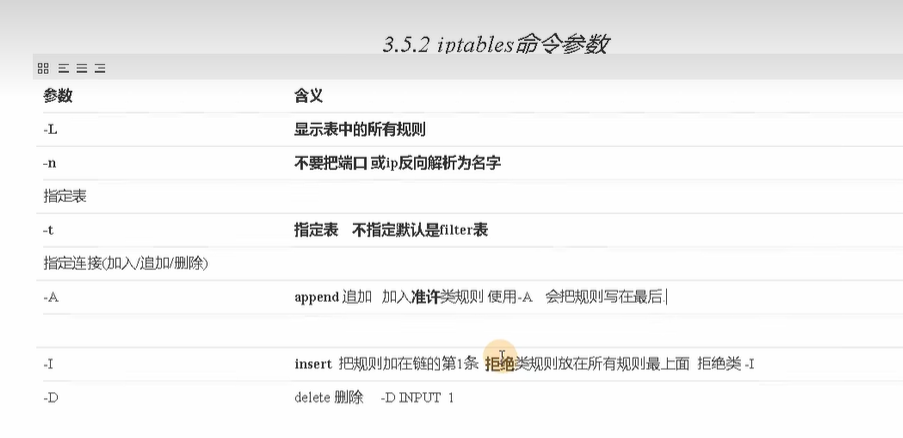 3.5.2 iptables命令参数
参数 含义
-L 显示表中的所有规则
-n 不要把端口 或ip反向解析为名字
指定表
-t 指定表 不指定默认是filter表
指定连接(加入/追加/删除)
-A append 追加 加入准许类规则 使用-A 会把规则写在最后.
-I insert 把规则加在链的第1条 拒绝类规则放在所有规则最上面 拒绝类 -I
-D delete 删除 -D INPUT 1